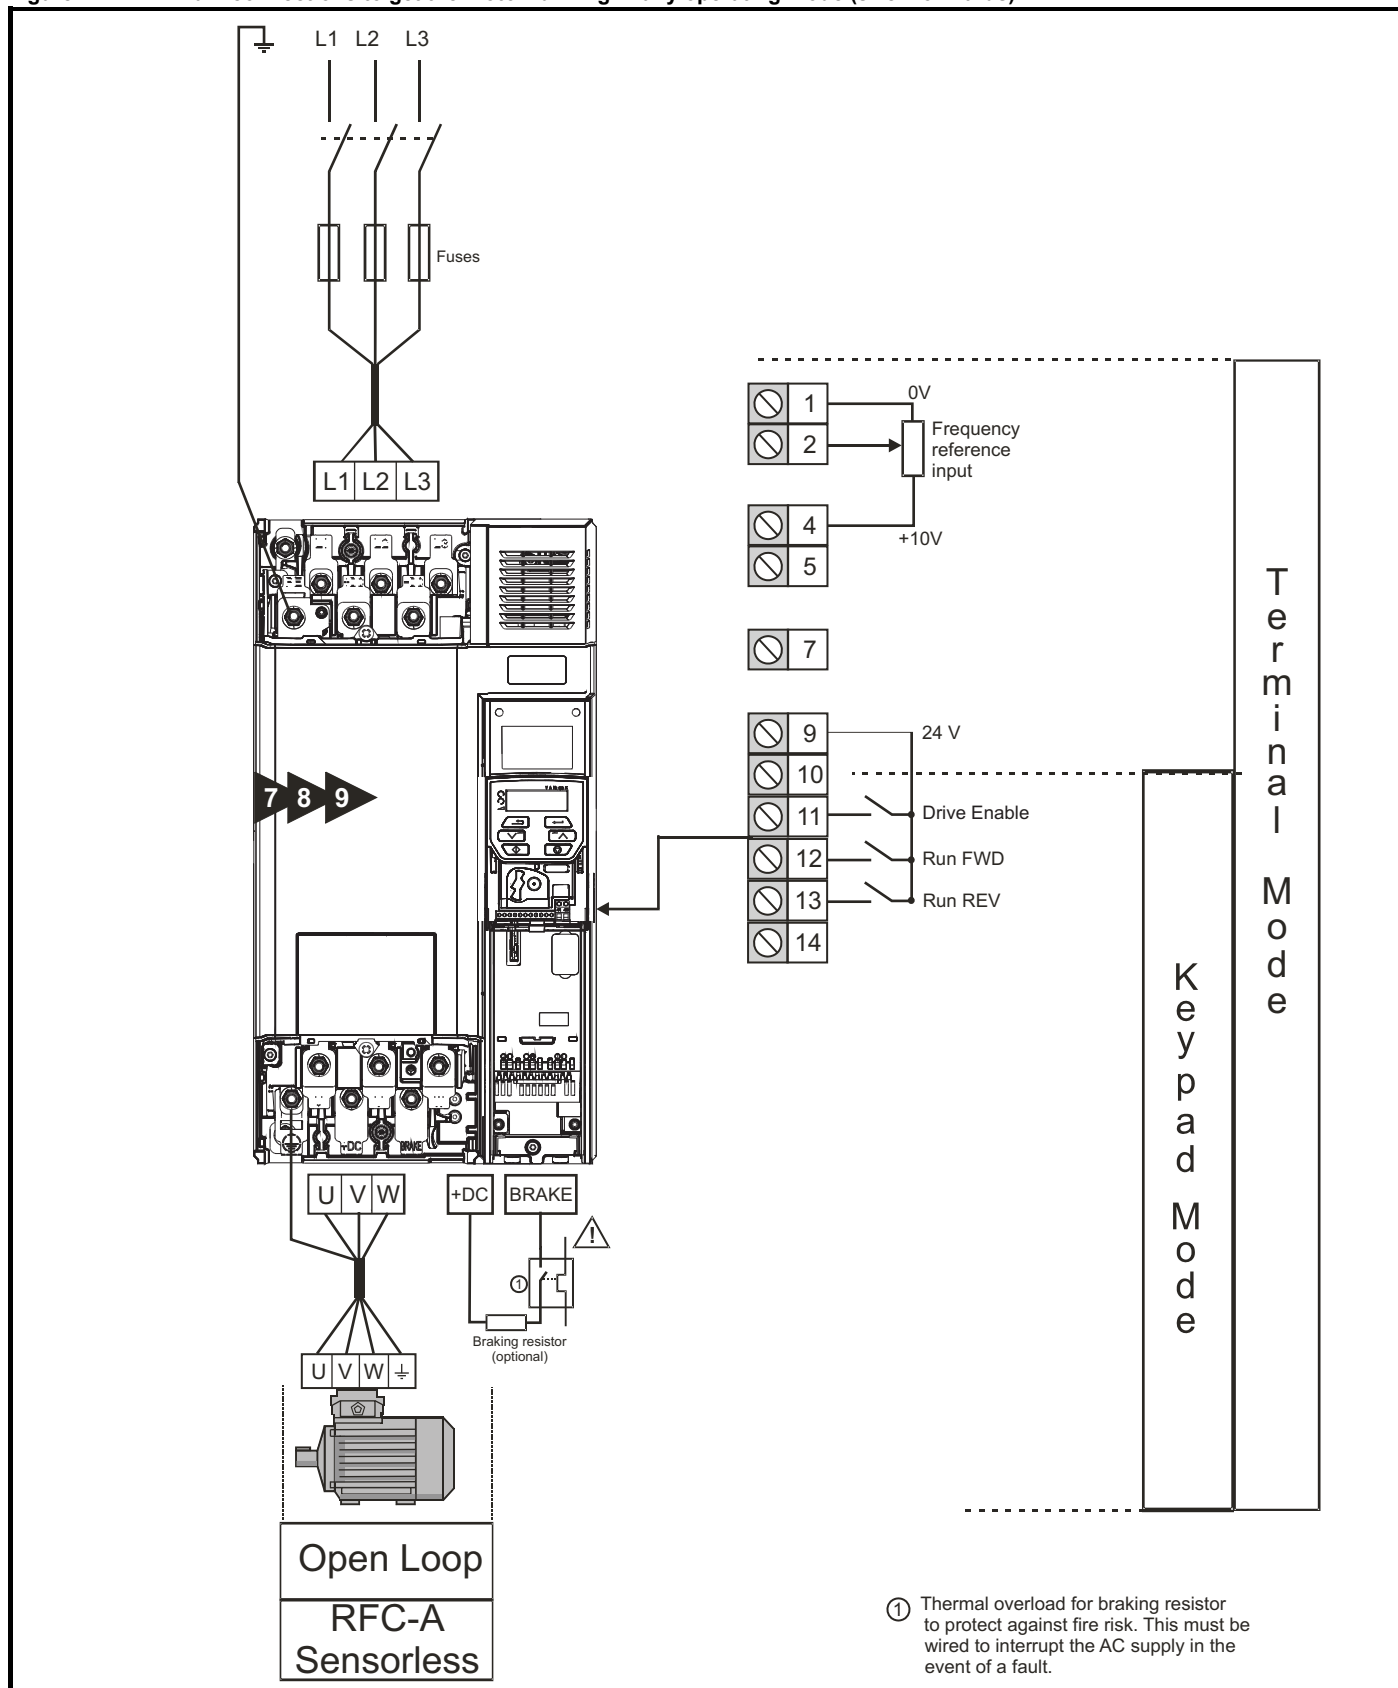 L1 L2 L3
Fuses
L1 L2 L3
1
0V
2
Frequency
reference
input
4
+10V
5
7
9
24 V
10
11
Drive Enable
12
Run FWD
13
Run REV
14
7 8 9
+DC BRAKE
U V W
+DC
BRAKE
!
1
Braking resistor
(optional)
U V W
Open Loop
RFC-A
Sensorless
Keypad Mode
Terminal Mode
1 Thermal overload for braking resistor
to protect against fire risk. This must be
wired to interrupt the AC supply in the
event of a fault.